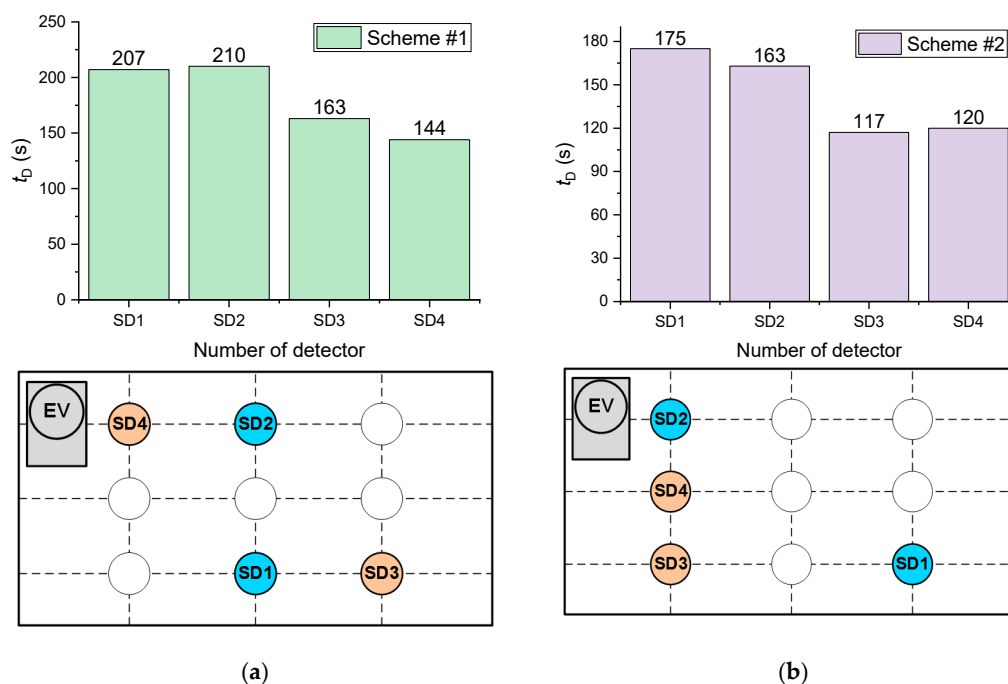 Scheme #1
250
200
150
100
50
0
t_D (s)
207
210
163
144
SD1 SD2 SD3 SD4
Number of detector
EV
SD4 SD2
SD1 SD3
(a)
Scheme #2
180
150
120
90
60
30
0
t_D (s)
175
163
117
120
SD1 SD2 SD3 SD4
Number of detector
EV
SD2
SD4
SD3 SD1
(b)